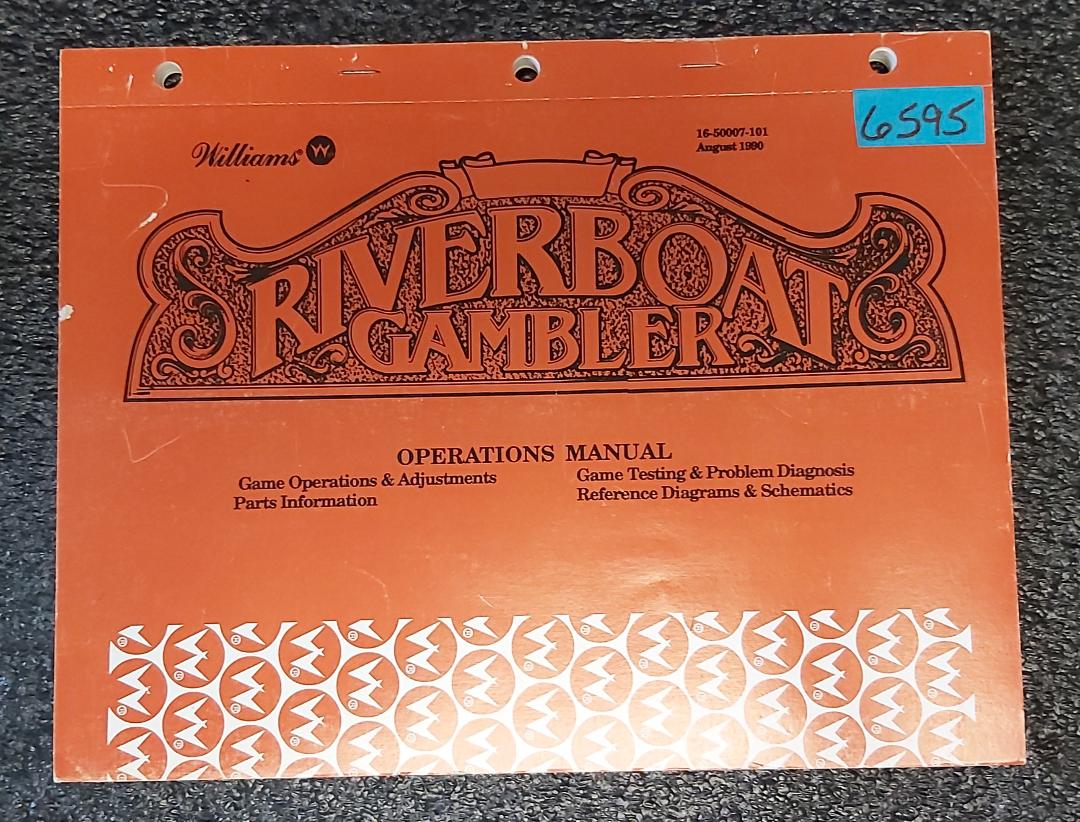 6595
Williams® W
16-50007-101
August 1990
RIVERBOAT
GAMBLER
OPERATIONS MANUAL
Game Operations & Adjustments
Parts Information
Game Testing & Problem Diagnosis
Reference Diagrams & Schematics